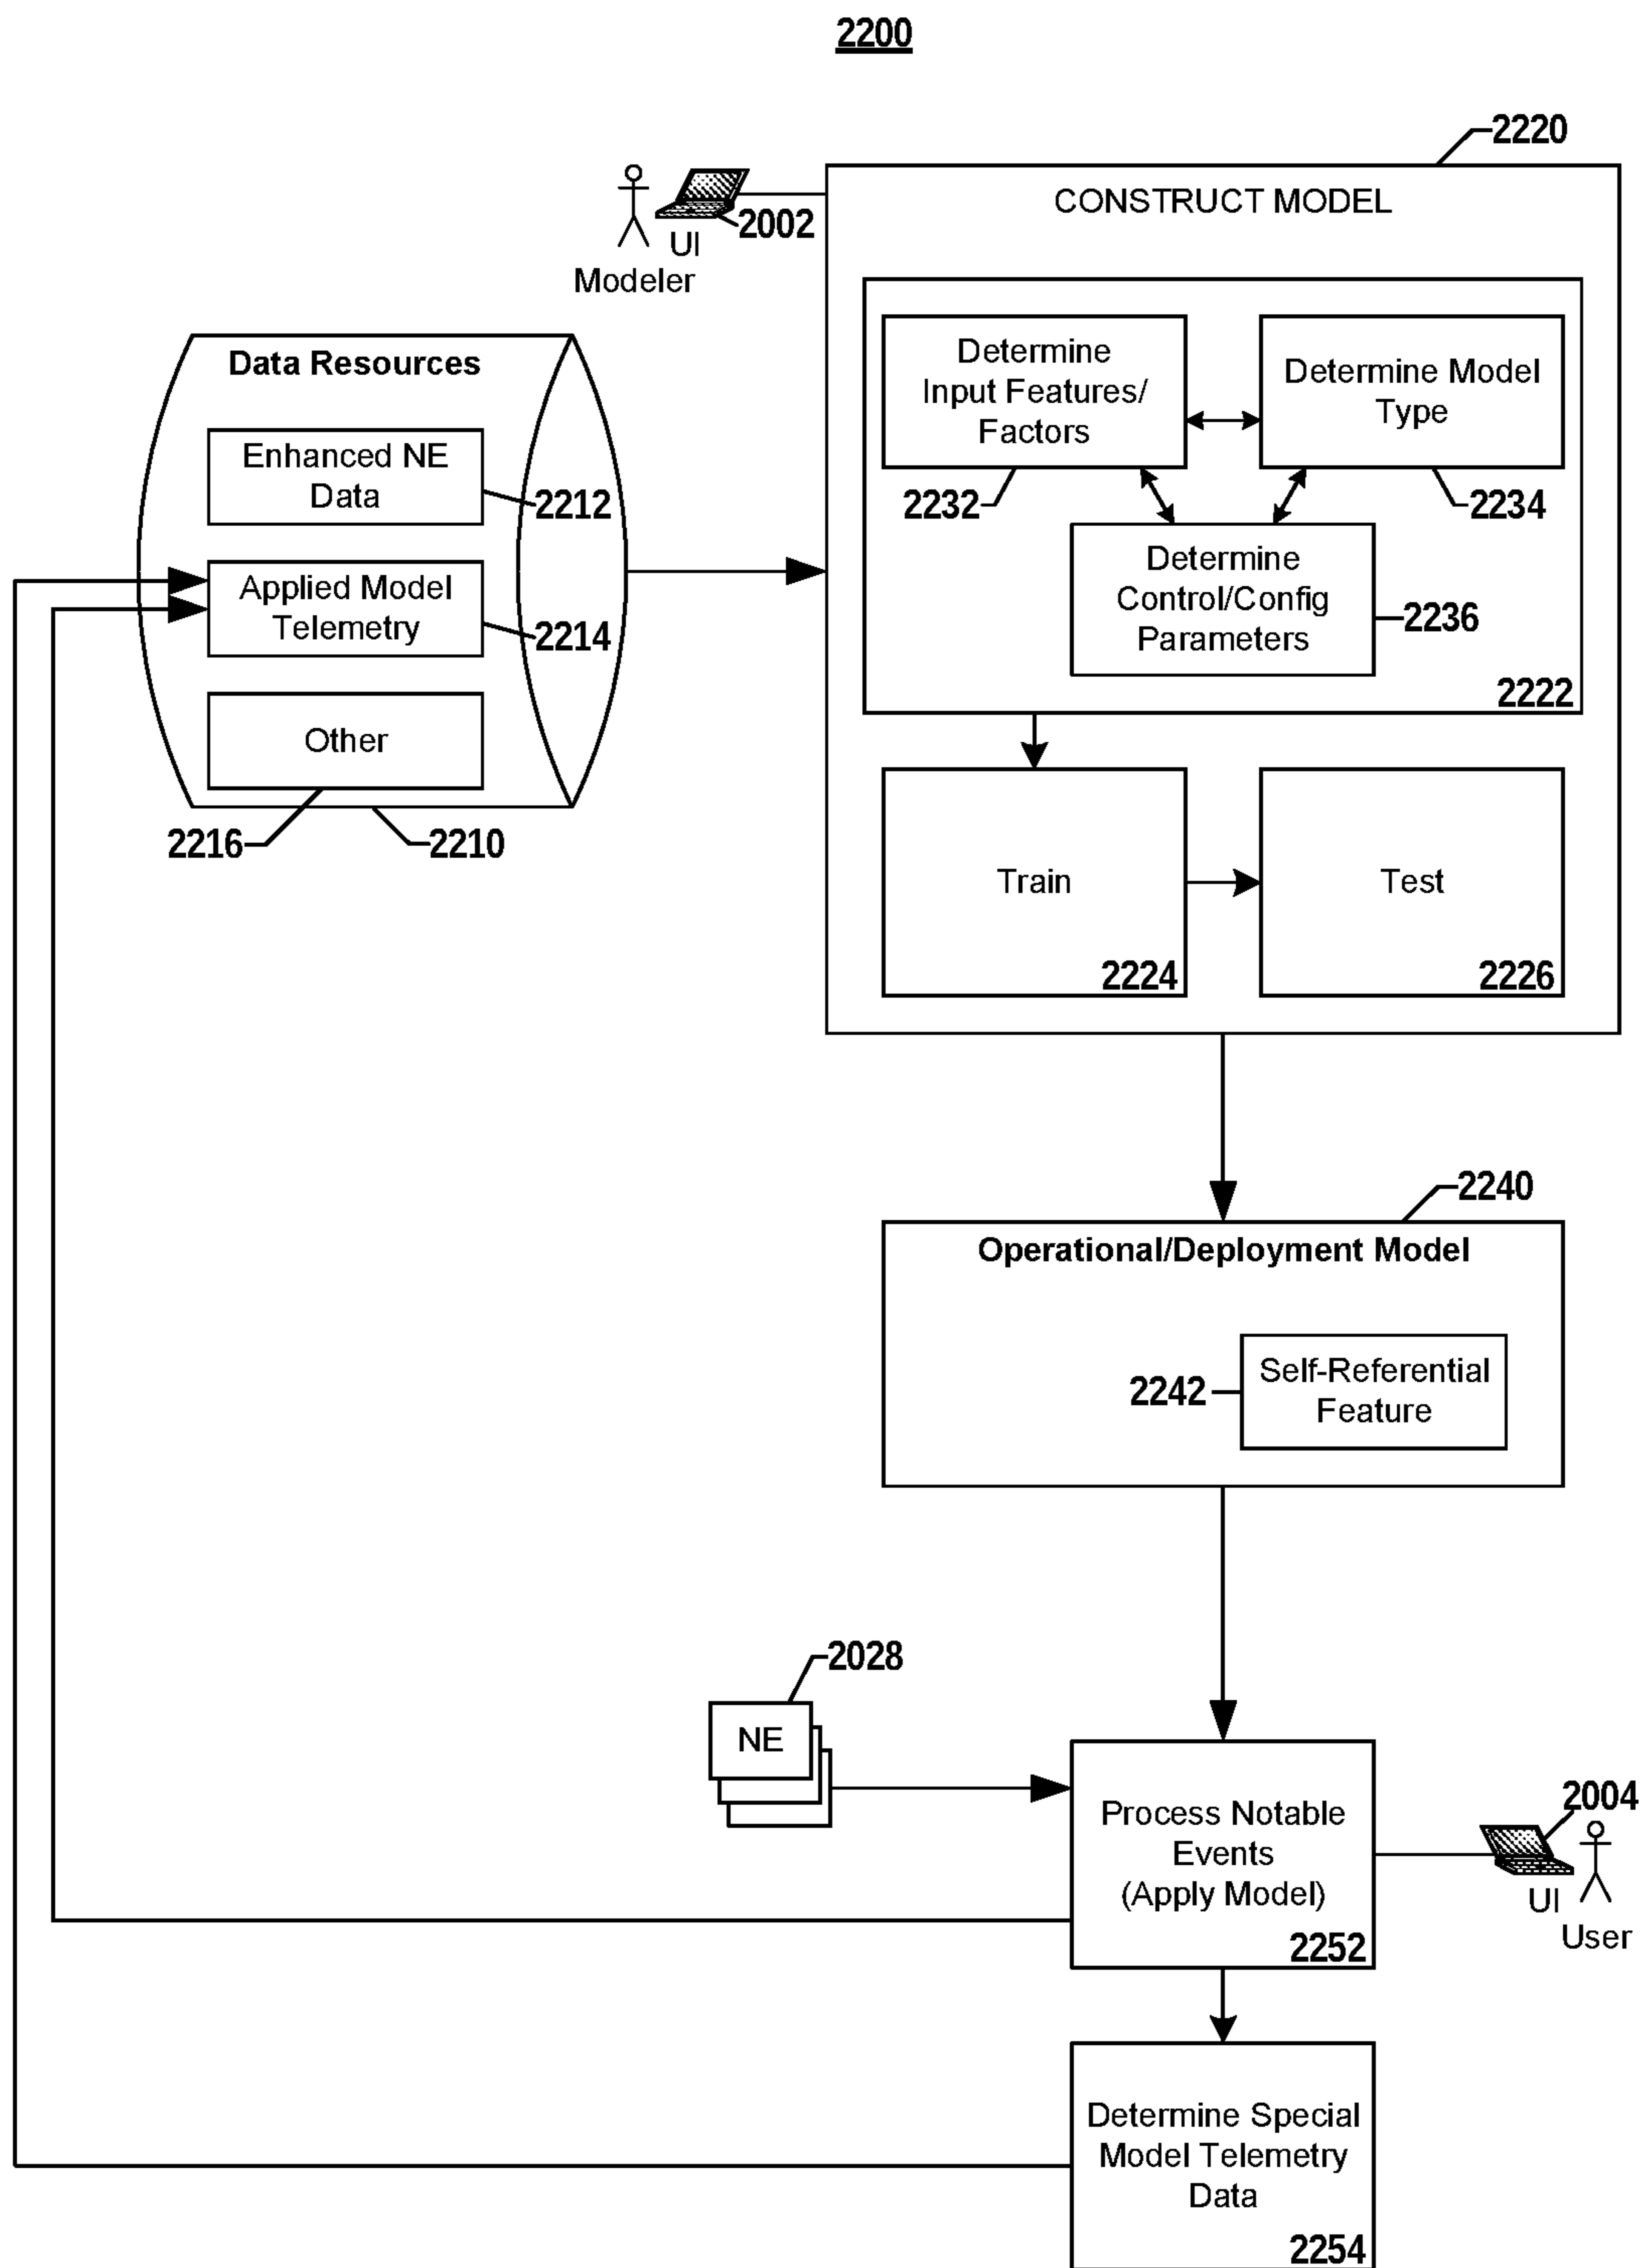 2200
2220
CONSTRUCT MODEL
2002
UI
Modeler
Data Resources
Enhanced NE
Data
2212
Applied Model
Telemetry
2214
Other
2216
2210
Determine
Input Features/
Factors
2232
Determine Model
Type
2234
Determine
Control/Config
Parameters
2236
2222
Train
2224
Test
2226
2240
Operational/Deployment Model
2242
Self-Referential
Feature
2028
NE
Process Notable
Events
(Apply Model)
2252
2004
UI
User
Determine Special
Model Telemetry
Data
2254